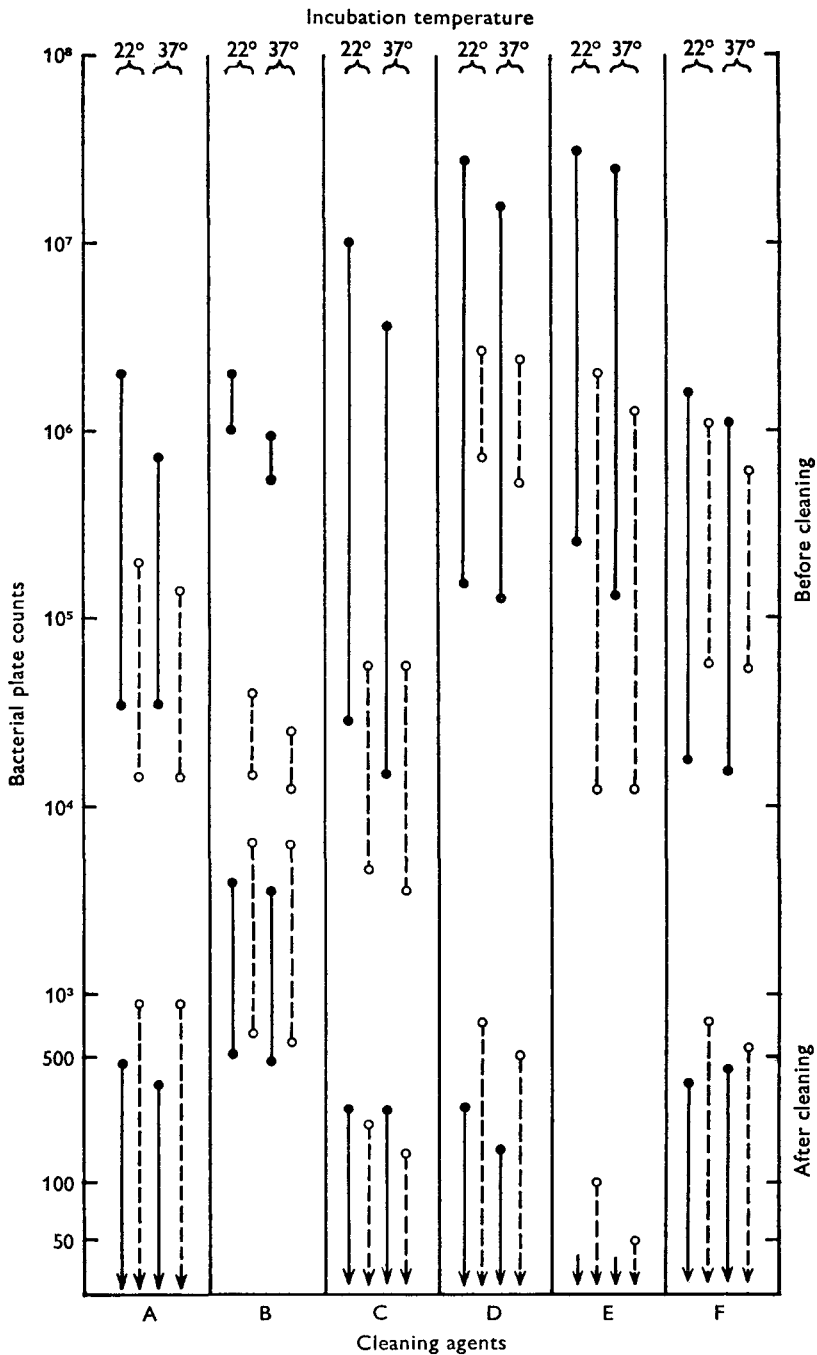 Incubation temperature
22° 37° 22° 37° 22° 37° 22° 37° 22° 37° 22° 37°
10⁸
10⁷
10⁶
10⁵
10⁴
10³
500
100
50
Bacterial plate counts
Before cleaning
After cleaning
A B C D E F
Cleaning agents